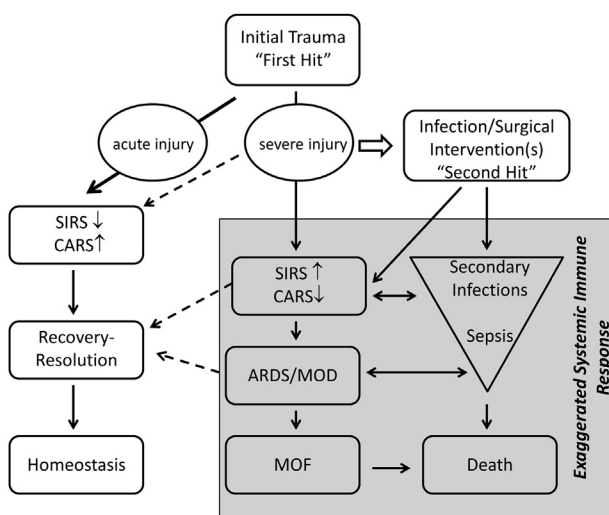 Initial Trauma
“First Hit”
acute injury
severe injury
Infection/Surgical
Intervention(s)
“Second Hit”
SIRS ↓
CARS↑
SIRS ↑
CARS↓
Secondary
Infections
Sepsis
Recovery-
Resolution
ARDS/MOD
Homeostasis
MOF
Death
Exaggerated Systemic Immune
Response